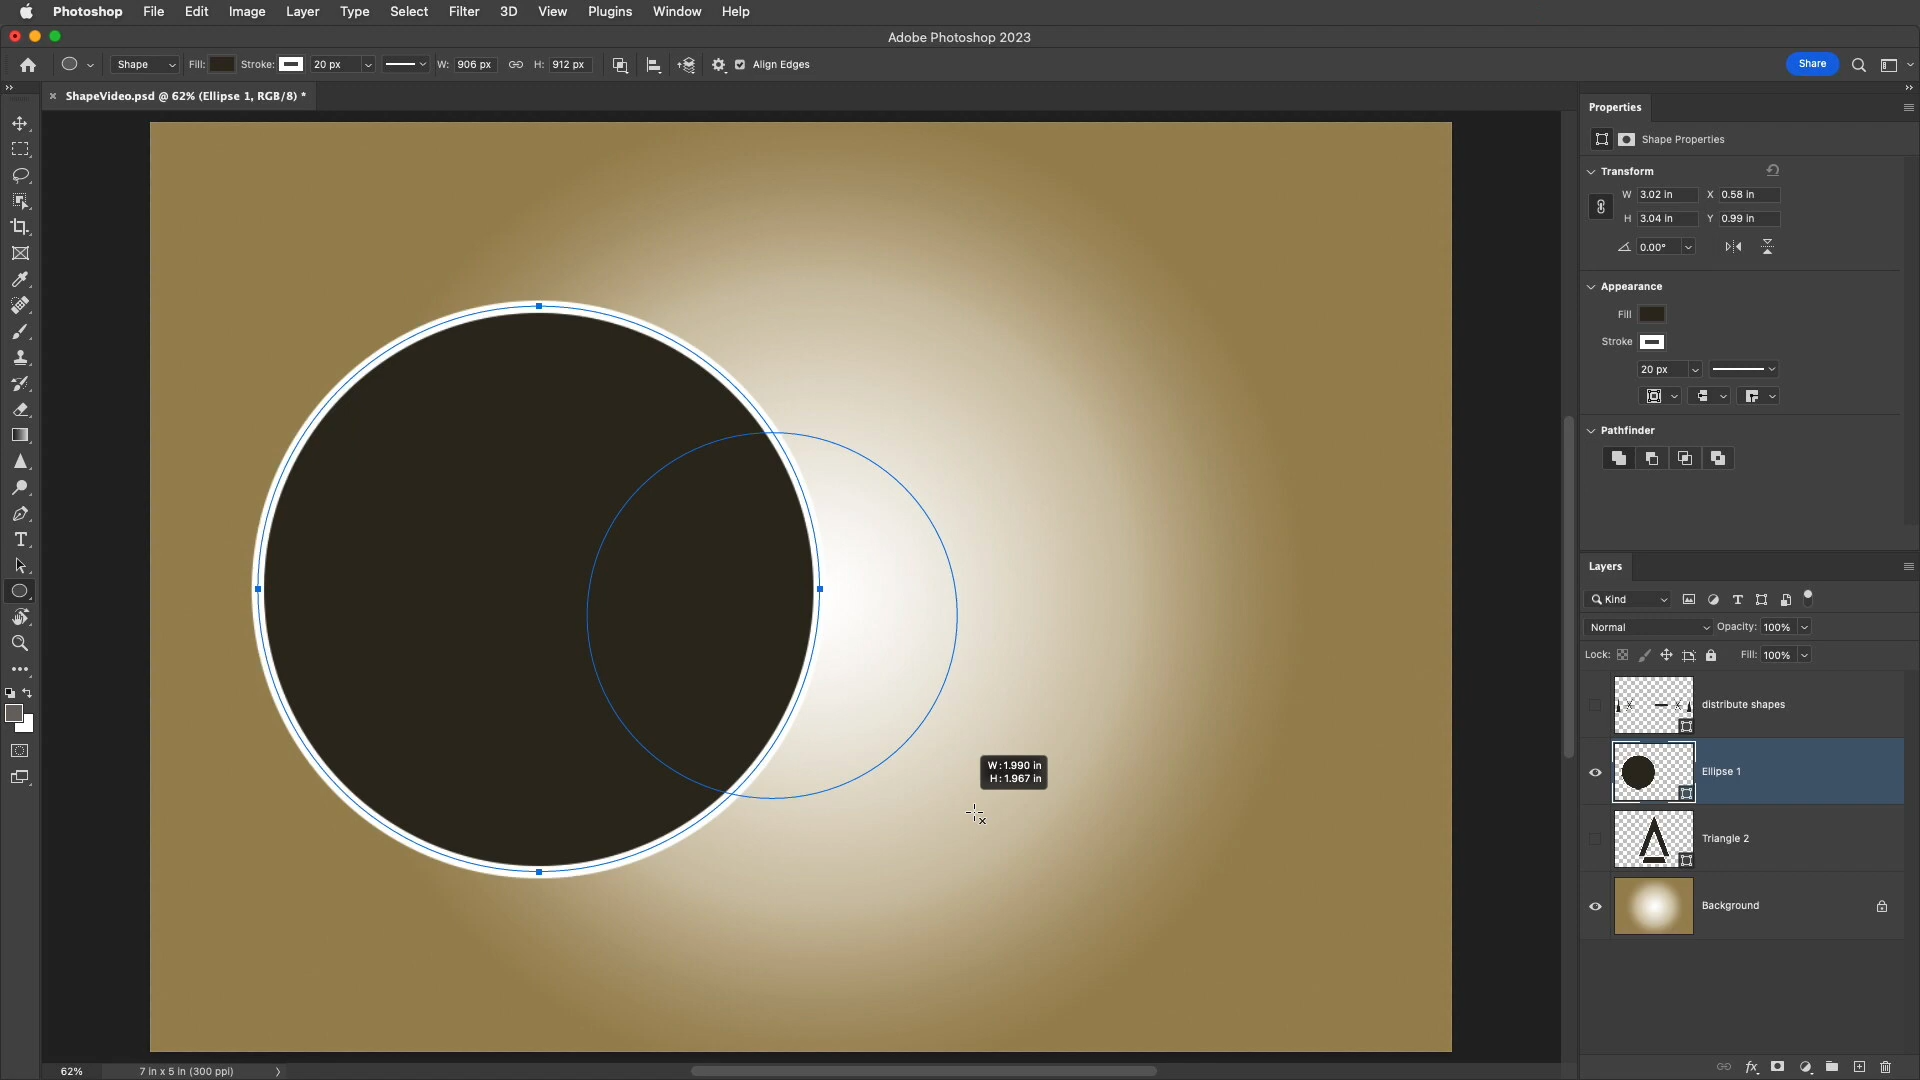 Photoshop File Edit Image Layer Type Select Filter 3D View Plugins Window Help
Adobe Photoshop 2023
Shape Fill: Stroke: 20 px W: 906 px H: 912 px Align Edges Share
ShapeVideo.psd @ 62% (Ellipse 1, RGB/8) *
Properties
Shape Properties
Transform
W 3.02 in X 0.58 in
H 3.04 in Y 0.99 in
0.00°
Appearance
Fill
Stroke
20 px
Pathfinder
W: 1.990 in
H: 1.967 in
Layers
Kind
Normal Opacity: 100%
Lock: Fill: 100%
distribute shapes
Ellipse 1
Triangle 2
Background
62% 7 in x 5 in (300 ppi)